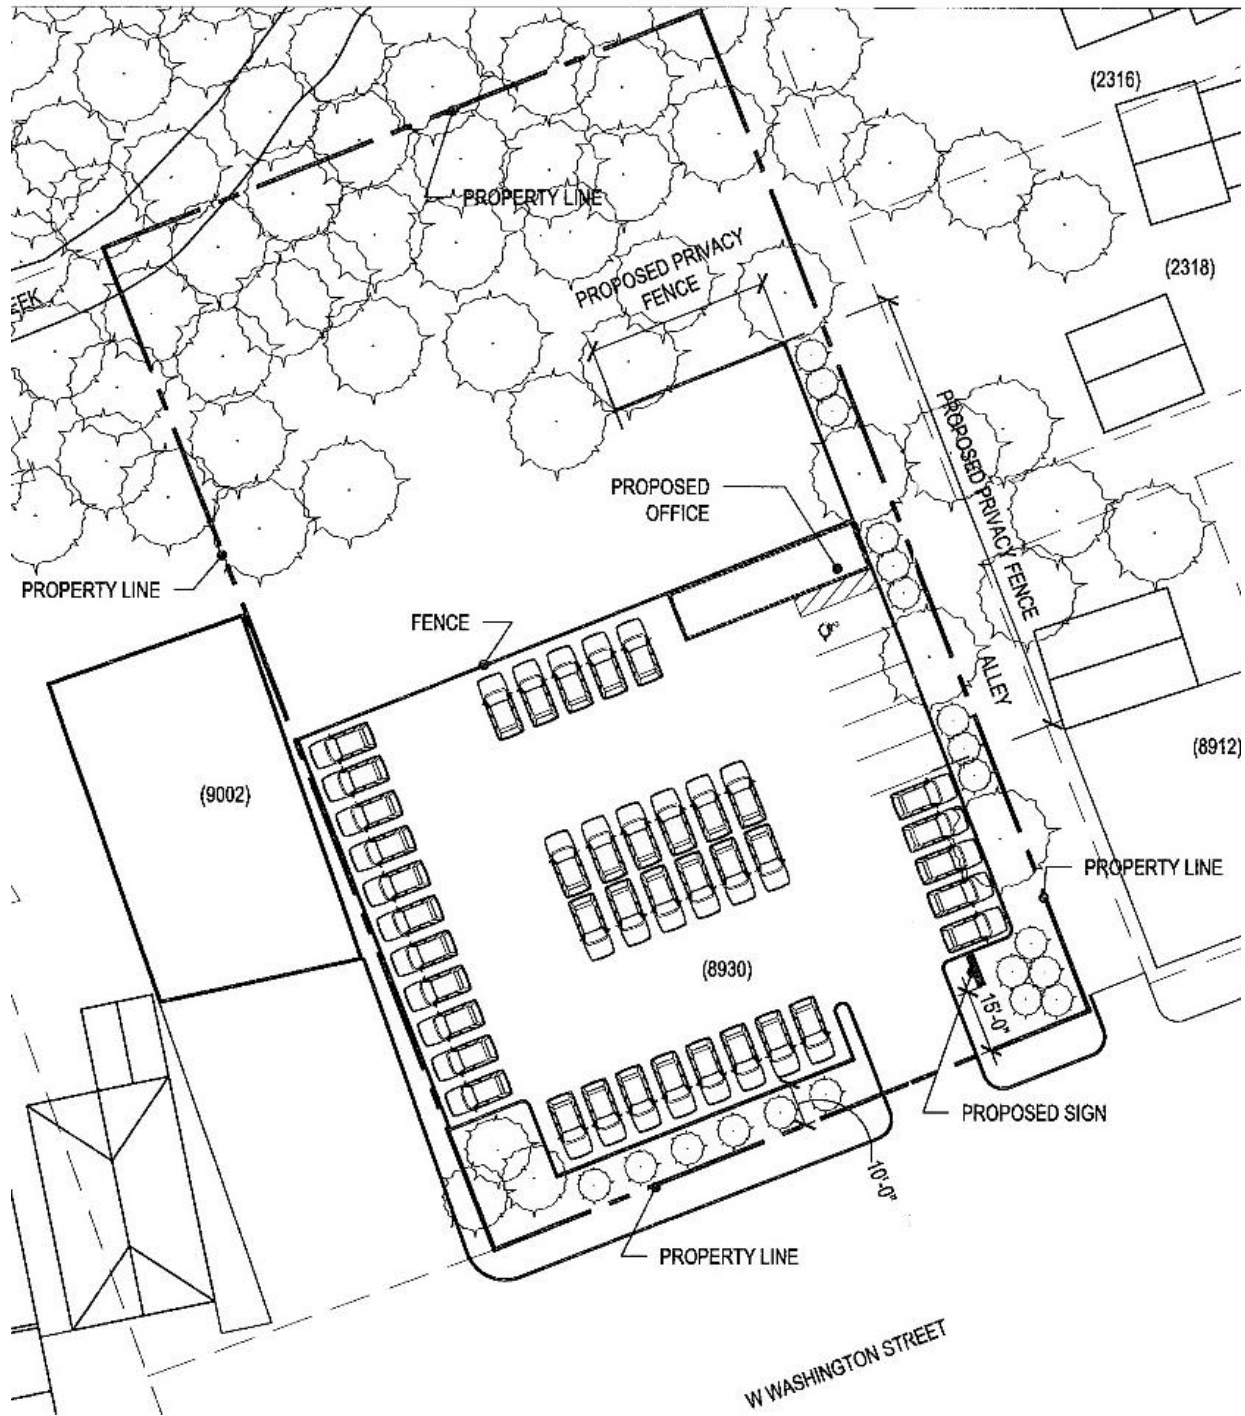 (2316)
PROPERTY LINE
PROPOSED PRIVACY
FENCE
(2318)
EEK
PROPOSED PRIVACY FENCE
PROPOSED
OFFICE
PROPERTY LINE
FENCE
ALLEY
(8912)
(9002)
PROPERTY LINE
(8930)
15'-0"
PROPOSED SIGN
10'-0"
PROPERTY LINE
W WASHINGTON STREET